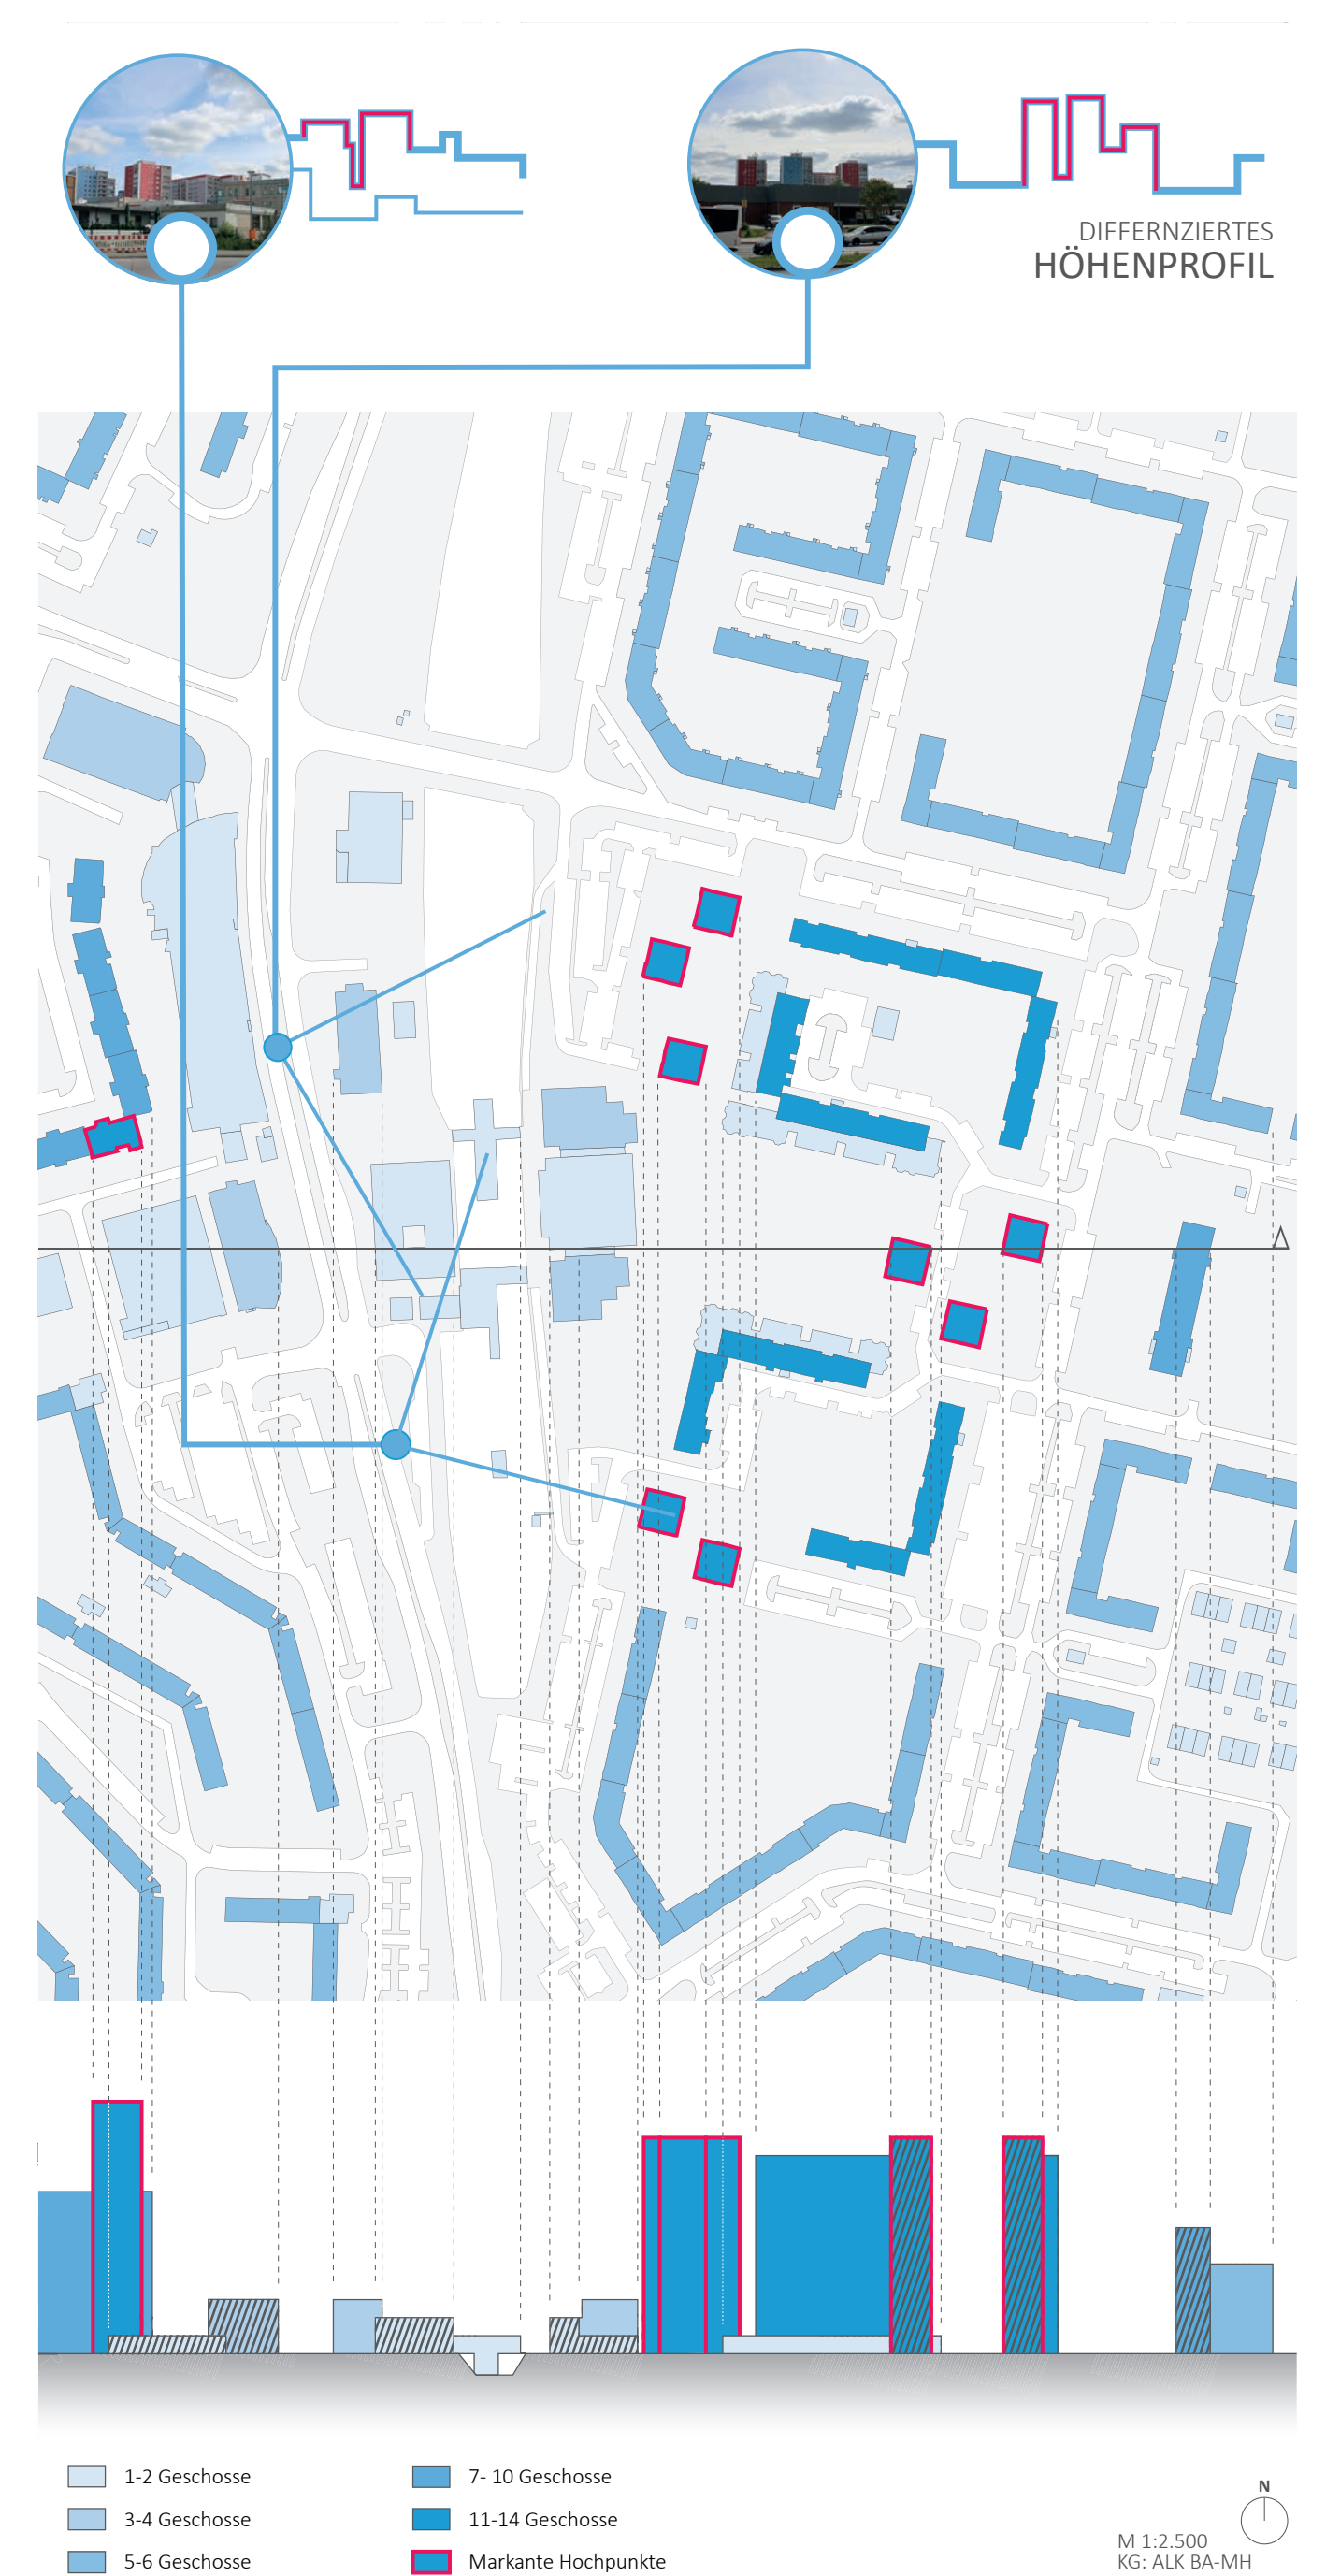 DIFFERNZIERTES
HÖHENPROFIL
1-2 Geschosse
3-4 Geschosse
5-6 Geschosse
7- 10 Geschosse
11-14 Geschosse
Markante Hochpunkte
N
M 1:2.500
KG: ALK BA-MH